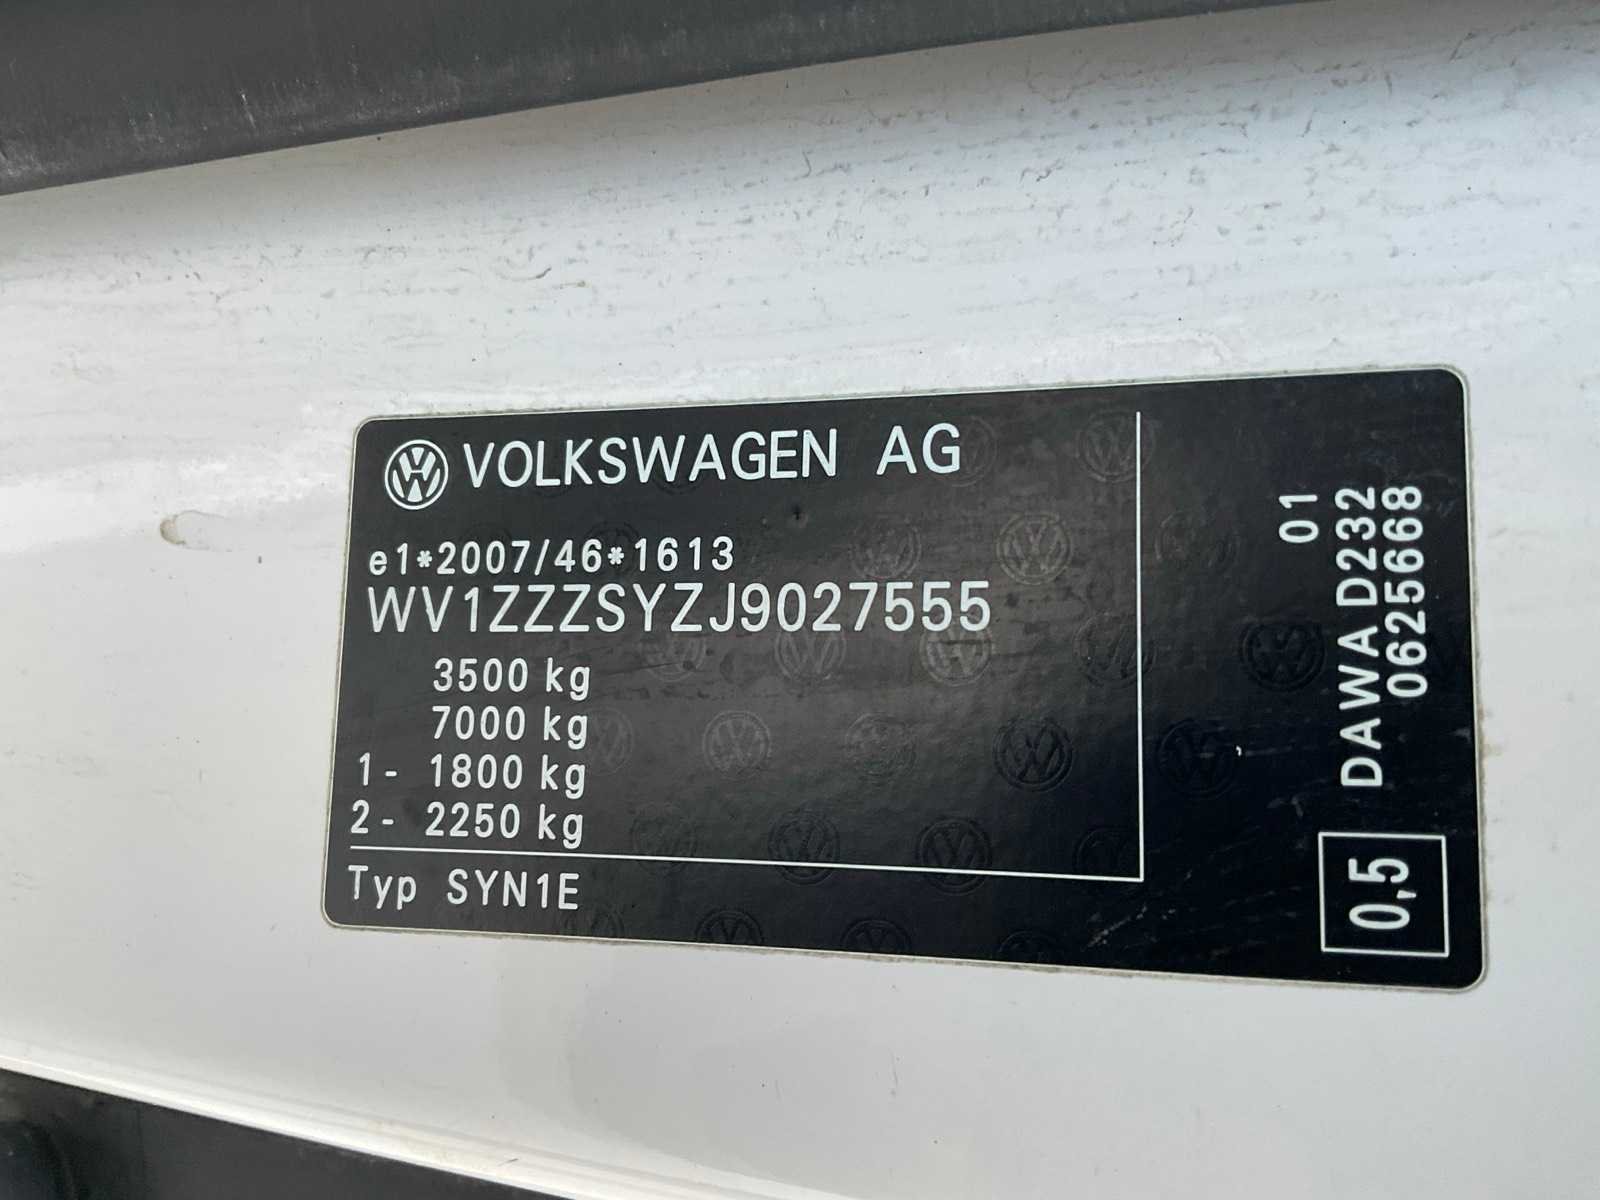 VOLKSWAGEN AG
e1*2007/46*1613
WV1ZZZSYZJ9027555
3500 kg
7000 kg
1- 1800 kg
2- 2250 kg
Typ SYN1E
01
DAWA D232
0625668
0,5